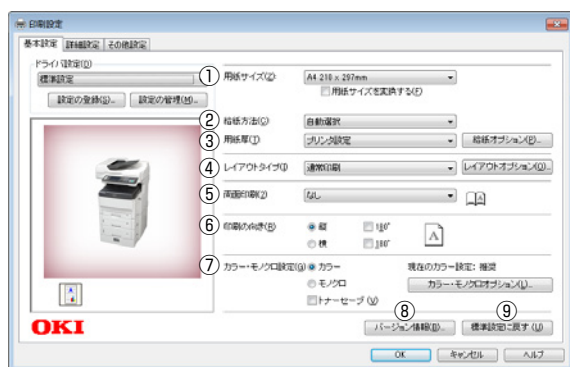 印刷設定
基本設定 詳細設定 その他設定
ドライバ設定(D)
標準設定
設定の登録(S)... 設定の管理(M)...
① 用紙サイズ(Z) A4 210 x 297mm
用紙サイズを変換する(F)
② 給紙方法(C) 自動選択
③ 用紙厚(T) プリンタ設定 給紙オプション(P)...
④ レイアウトタイプ(I) 通常印刷 レイアウトオプション(O)...
⑤ 両面印刷(2) なし
⑥ 印刷の向き(R) 縦 180°
横 180°
⑦ カラー・モノクロ設定(G) カラー 現在のカラー設定: 推奨
モノクロ カラー・モノクロオプション(L)...
トナーセーブ(V)
⑧ ⑨
OKI バージョン情報(B)... 標準設定に戻す(U)
OK キャンセル ヘルプ